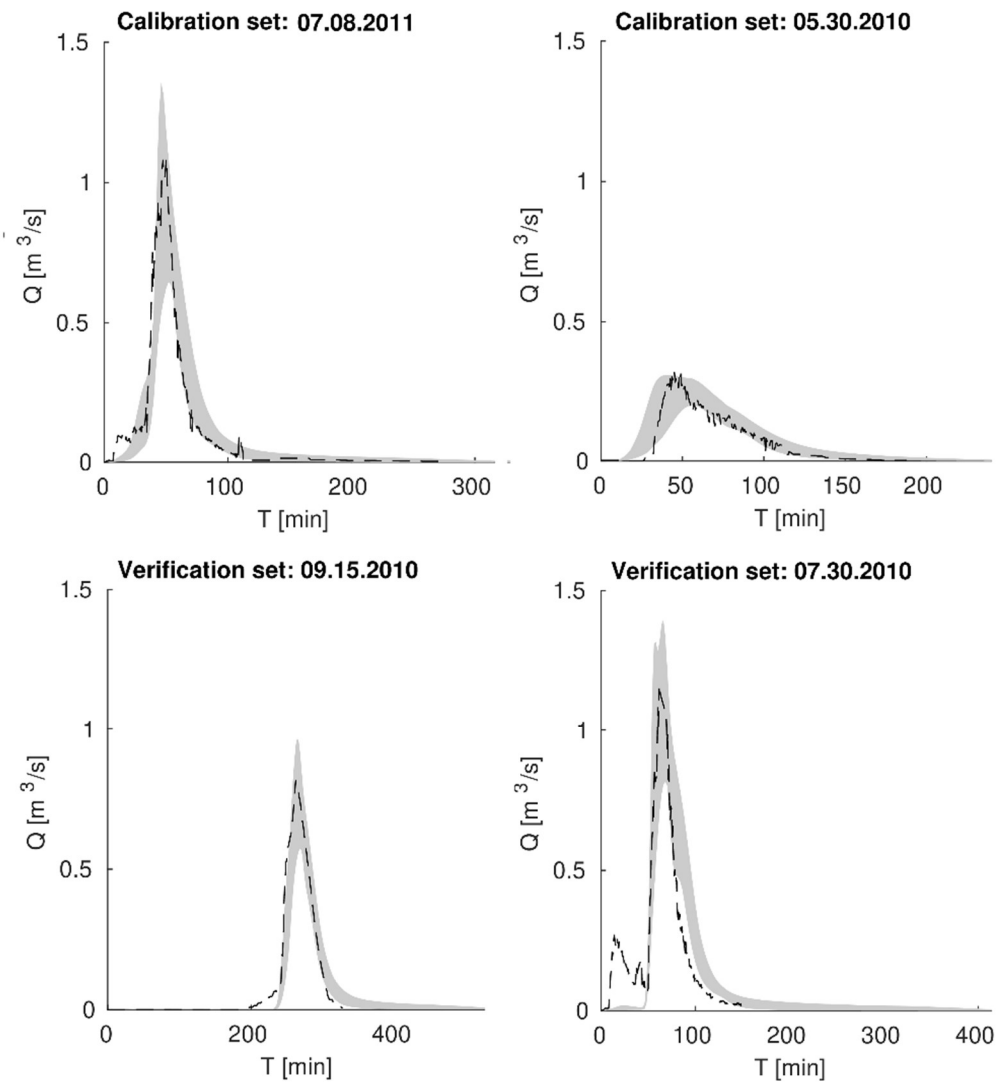 Calibration set: 07.08.2011
1.5
1
0.5
0
Q [m 3/s]
0 100 200 300
T [min]
Calibration set: 05.30.2010
1.5
1
0.5
0
Q [m 3/s]
0 50 100 150 200
T [min]
Verification set: 09.15.2010
1.5
1
0.5
0
Q [m 3/s]
0 200 400
T [min]
Verification set: 07.30.2010
1.5
1
0.5
0
Q [m 3/s]
0 100 200 300 400
T [min]